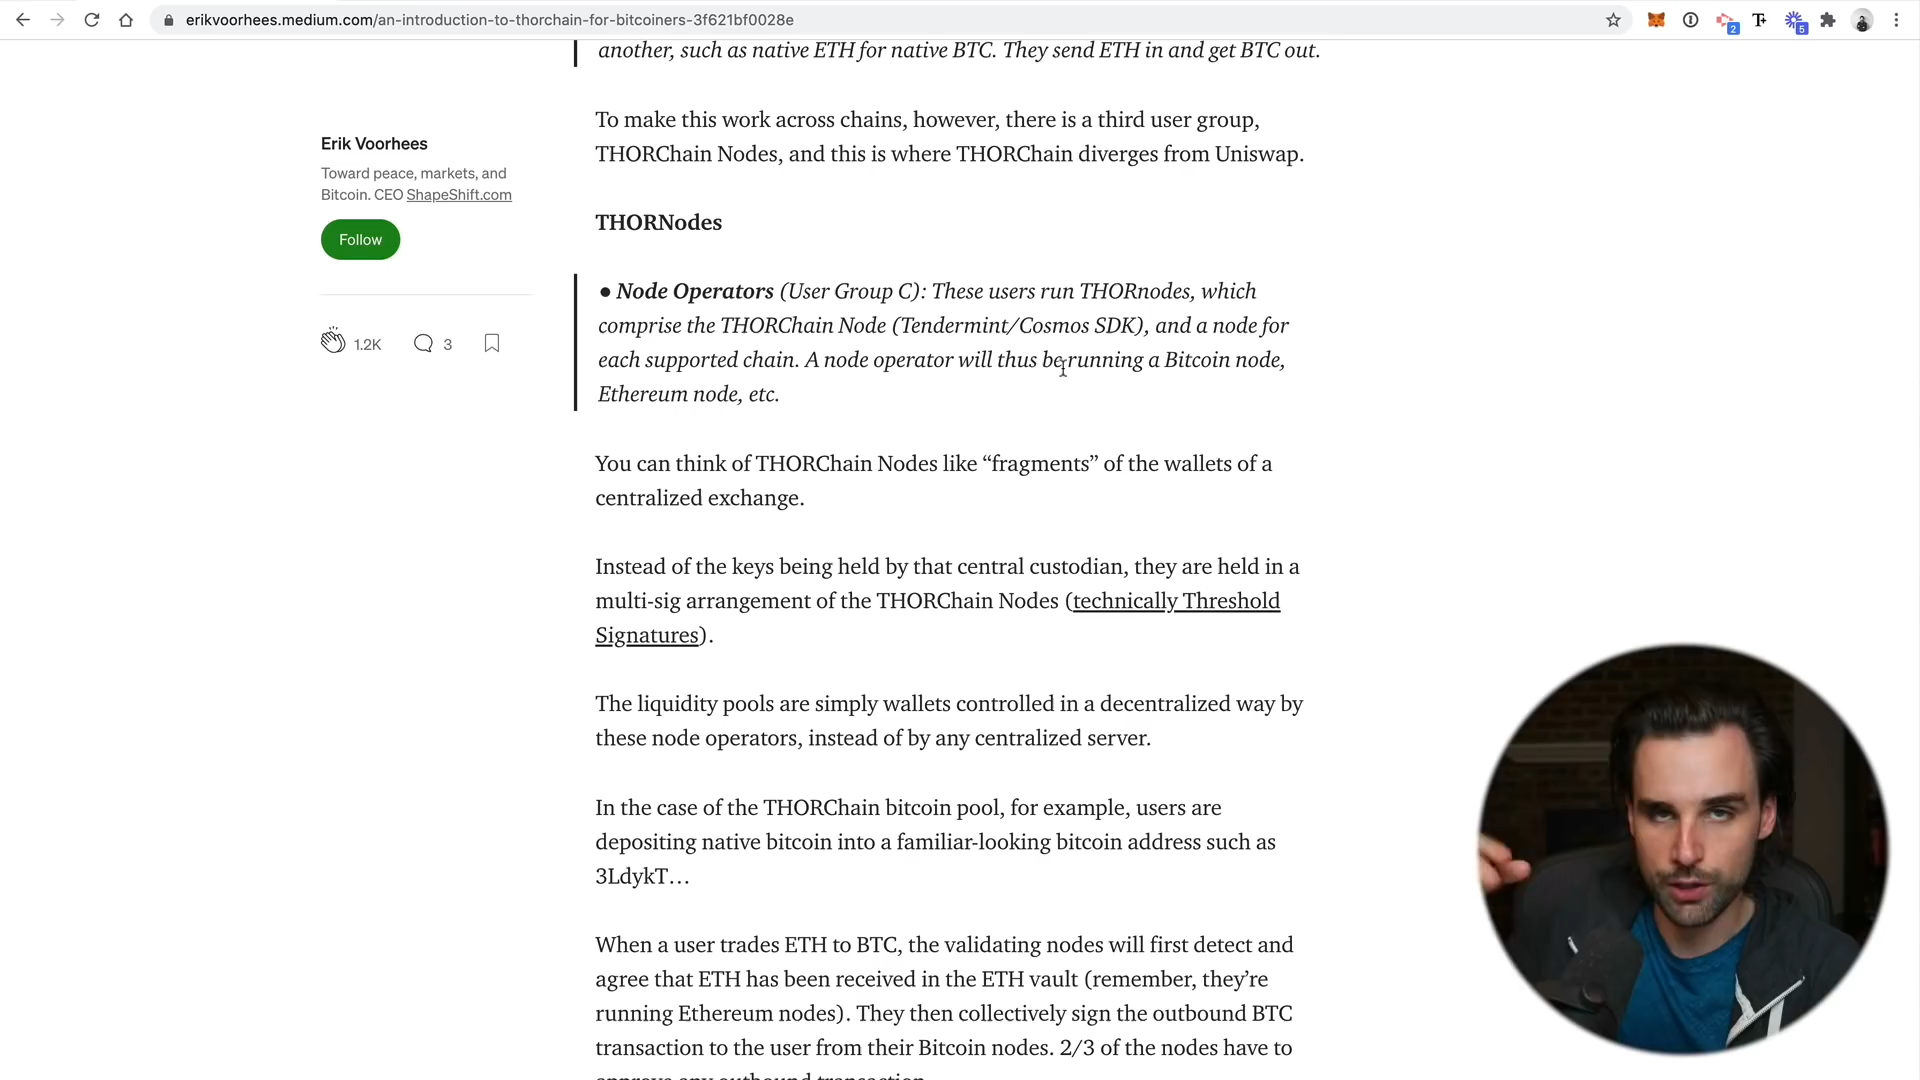 erikvoorhees.medium.com/an-introduction-to-thorchain-for-bitcoiners-3f621bf0028e
2
5
another, such as native ETH for native BTC. They send ETH in and get BTC out.
To make this work across chains, however, there is a third user group,
THORChain Nodes, and this is where THORChain diverges from Uniswap.
Erik Voorhees
Toward peace, markets, and
Bitcoin. CEO ShapeShift.com
Follow
1.2K
3
THORNodes
● Node Operators (User Group C): These users run THORnodes, which
comprise the THORChain Node (Tendermint/Cosmos SDK), and a node for
each supported chain. A node operator will thus be running a Bitcoin node,
Ethereum node, etc.
You can think of THORChain Nodes like “fragments” of the wallets of a
centralized exchange.
Instead of the keys being held by that central custodian, they are held in a
multi-sig arrangement of the THORChain Nodes (technically Threshold
Signatures).
The liquidity pools are simply wallets controlled in a decentralized way by
these node operators, instead of by any centralized server.
In the case of the THORChain bitcoin pool, for example, users are
depositing native bitcoin into a familiar-looking bitcoin address such as
3LdykT…
When a user trades ETH to BTC, the validating nodes will first detect and
agree that ETH has been received in the ETH vault (remember, they’re
running Ethereum nodes). They then collectively sign the outbound BTC
transaction to the user from their Bitcoin nodes. 2/3 of the nodes have to
approve any outbound transaction.